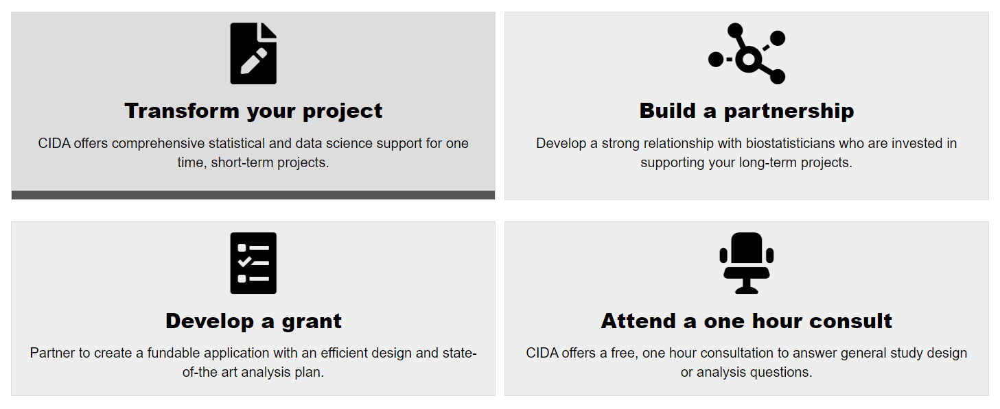 Transform your project
CIDA offers comprehensive statistical and data science support for one
time, short-term projects.
Build a partnership
Develop a strong relationship with biostatisticians who are invested in
supporting your long-term projects.
Develop a grant
Partner to create a fundable application with an efficient design and state-
of-the art analysis plan.
Attend a one hour consult
CIDA offers a free, one hour consultation to answer general study design
or analysis questions.